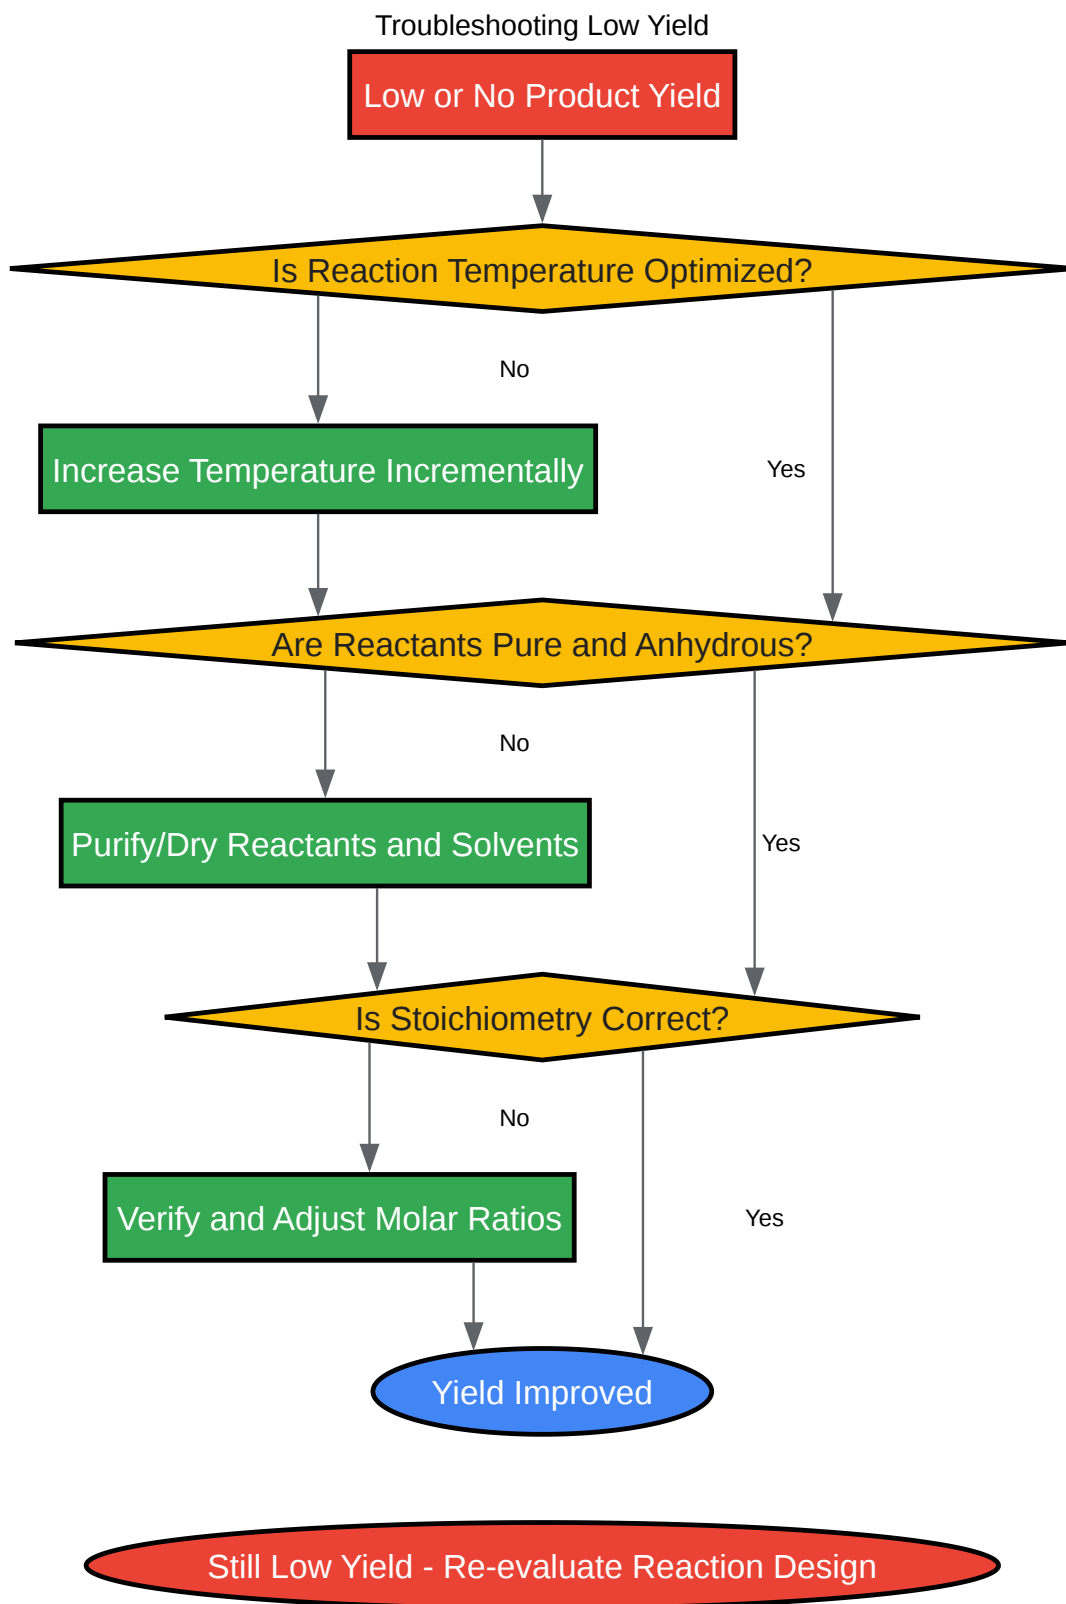 Troubleshooting Low Yield
Low or No Product Yield
Is Reaction Temperature Optimized?
No
Increase Temperature Incrementally
Yes
Are Reactants Pure and Anhydrous?
No
Purify/Dry Reactants and Solvents
Yes
Is Stoichiometry Correct?
No
Verify and Adjust Molar Ratios
Yes
Yield Improved
Still Low Yield - Re-evaluate Reaction Design